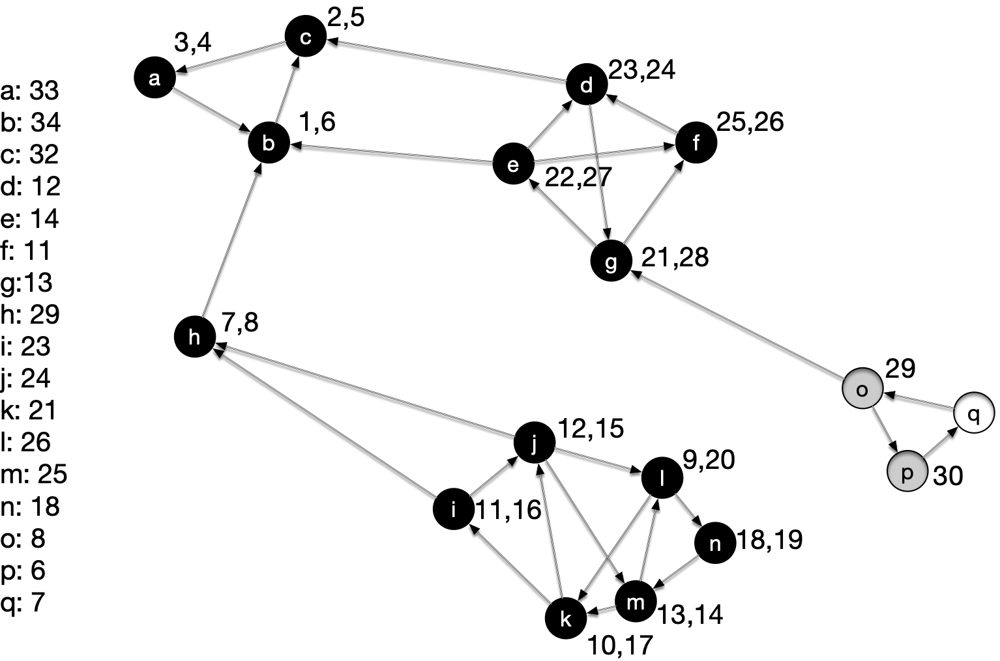 2,5
c
3,4
a
23,24
d
a: 33
b: 34
1,6
25,26
b
f
c: 32
e
22,27
d: 12
e: 14
f: 11
21,28
g
g:13
h: 29
7,8
h
i: 23
29
j: 24
o
q
k: 21
12,15
j
l: 26
9,20
l
p
30
m: 25
i
11,16
n: 18
n
18,19
o: 8
p: 6
m
13,14
q: 7
k
10,17